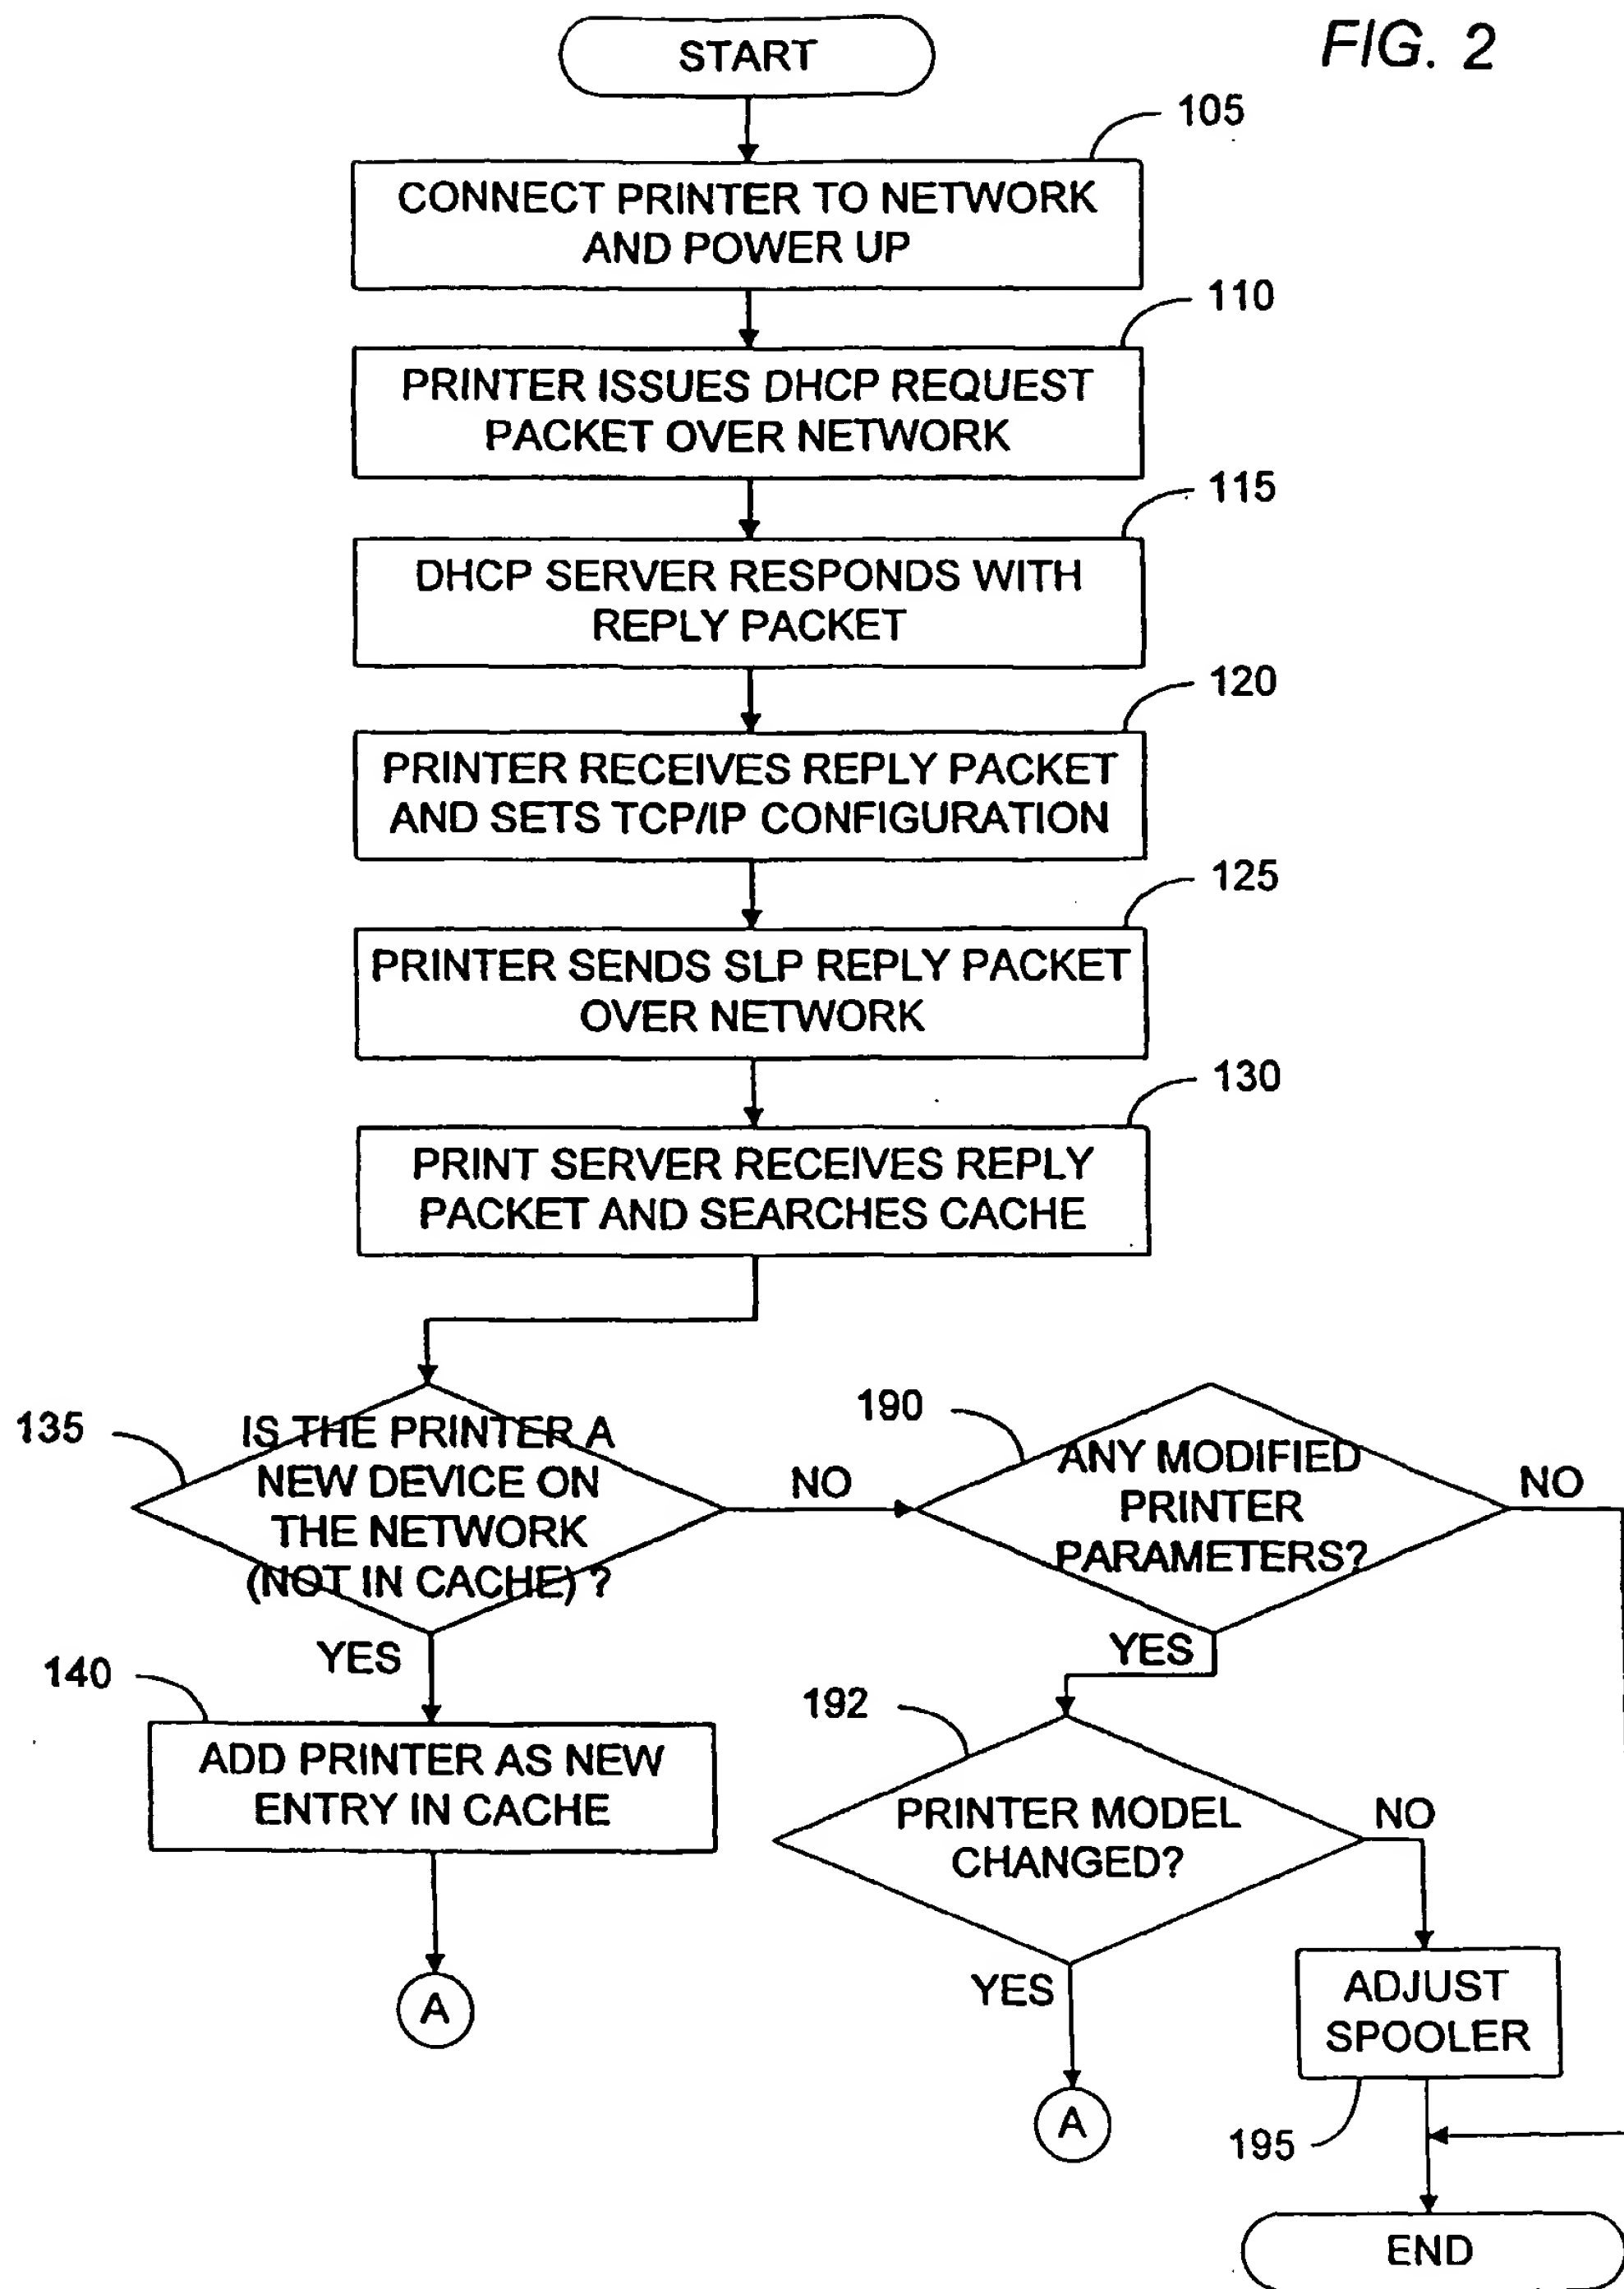 FIG. 2
START
105
CONNECT PRINTER TO NETWORK
AND POWER UP
110
PRINTER ISSUES DHCP REQUEST
PACKET OVER NETWORK
115
DHCP SERVER RESPONDS WITH
REPLY PACKET
120
PRINTER RECEIVES REPLY PACKET
AND SETS TCP/IP CONFIGURATION
125
PRINTER SENDS SLP REPLY PACKET
OVER NETWORK
130
PRINT SERVER RECEIVES REPLY
PACKET AND SEARCHES CACHE
135
IS THE PRINTER A
NEW DEVICE ON
THE NETWORK
(NOT IN CACHE) ?
NO
190
ANY MODIFIED
PRINTER
PARAMETERS?
NO
YES
YES
140
ADD PRINTER AS NEW
ENTRY IN CACHE
A
192
PRINTER MODEL
CHANGED?
NO
YES
A
ADJUST
SPOOLER
195
END